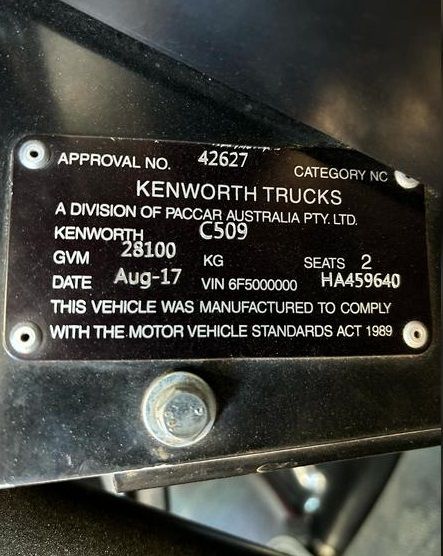 APPROVAL NO. 42627 CATEGORY NC
KENWORTH TRUCKS
A DIVISION OF PACCAR AUSTRALIA PTY. LTD.
KENWORTH C509
GVM 28100 KG SEATS 2
DATE Aug-17 VIN 6F5000000 HA459640
THIS VEHICLE WAS MANUFACTURED TO COMPLY
WITH THE MOTOR VEHICLE STANDARDS ACT 1989